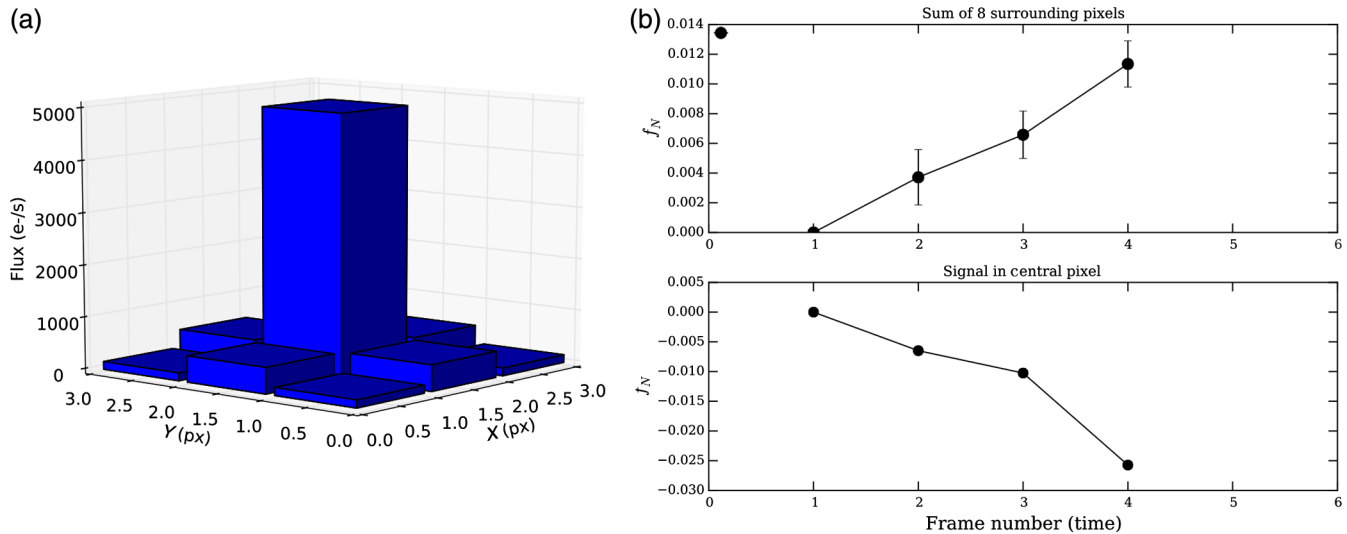 (a)
Flux (e-/s)
5000
4000
3000
2000
1000
0
3.0 2.5 2.0 1.5 1.0 0.5 0.0
Y (px)
0.0 0.5 1.0 1.5 2.0 2.5 3.0
X (px)
(b)
Sum of 8 surrounding pixels
f_N
0.014
0.012
0.010
0.008
0.006
0.004
0.002
0.000
0 1 2 3 4 5 6
Signal in central pixel
f_N
0.005
0.000
−0.005
−0.010
−0.015
−0.020
−0.025
−0.030
0 1 2 3 4 5 6
Frame number (time)